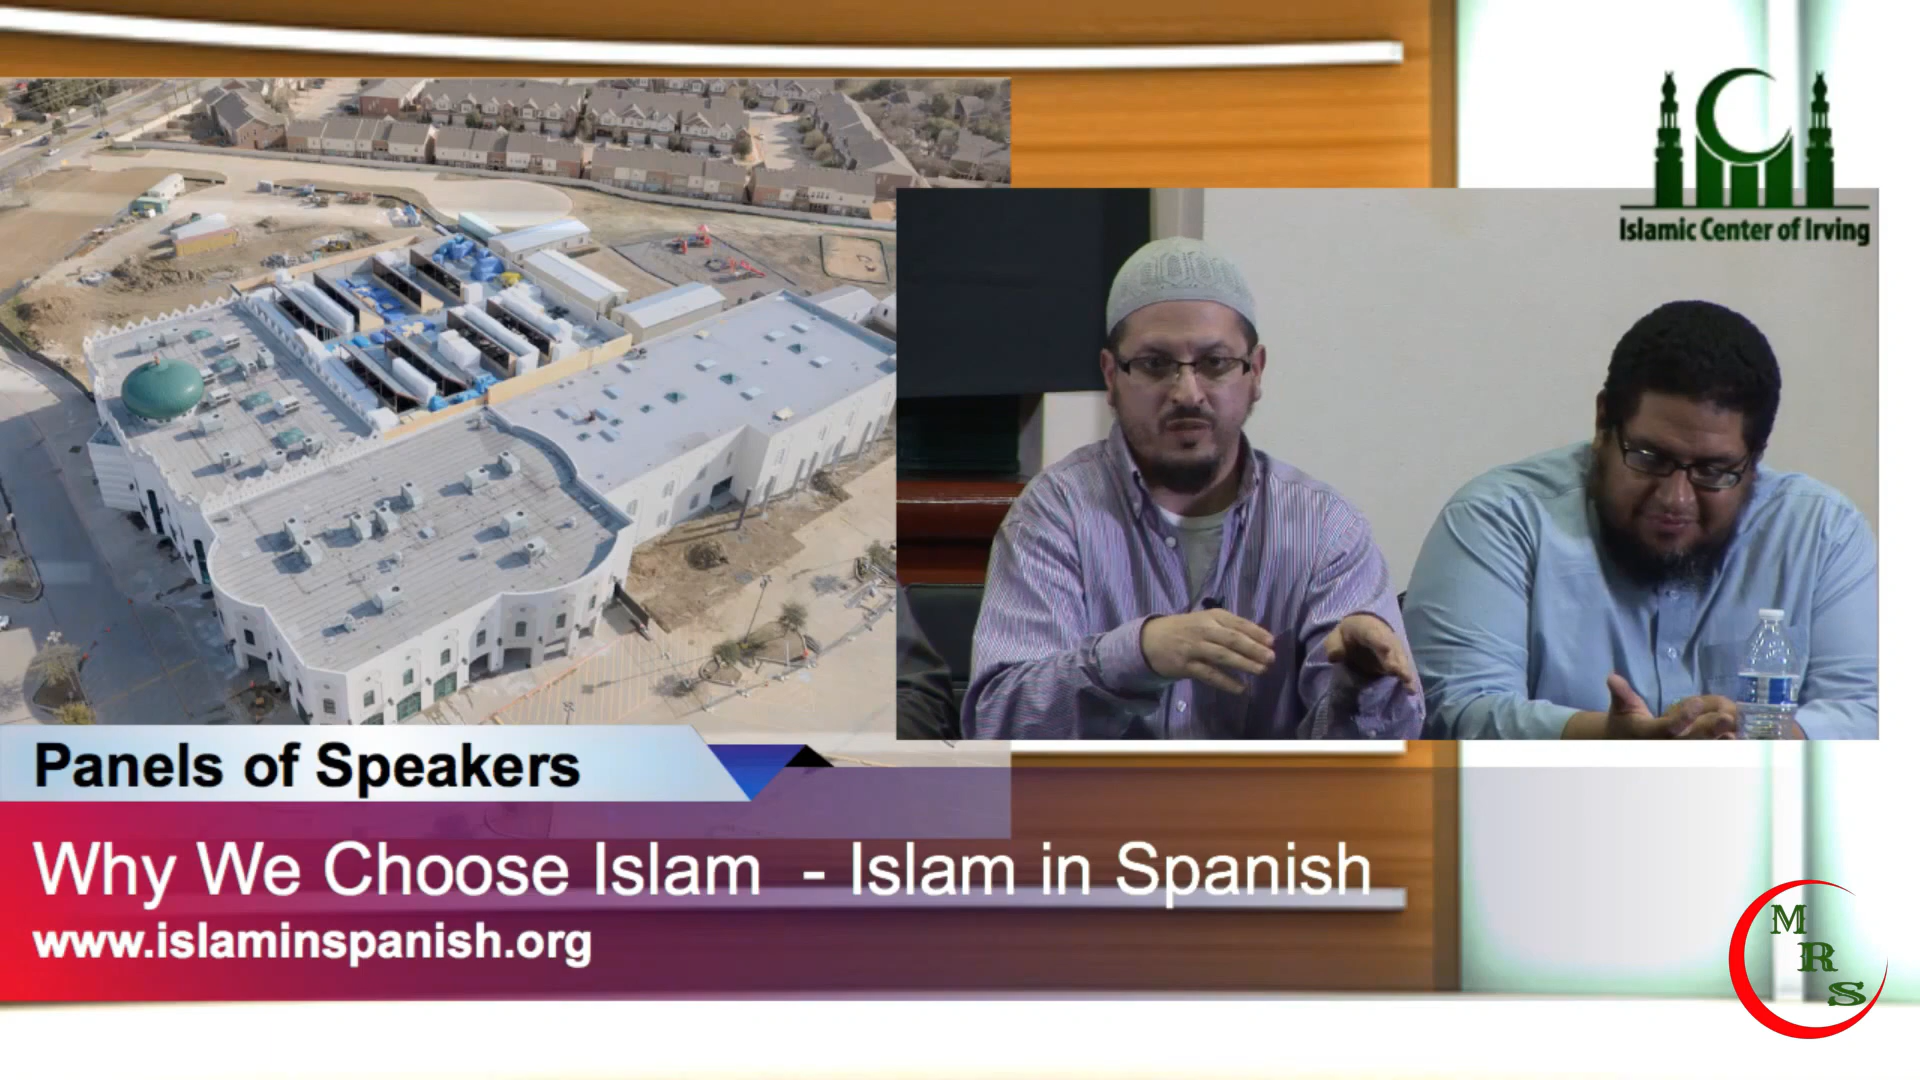 Islamic Center of Irving
Panels of Speakers
Why We Choose Islam - Islam in Spanish
www.islaminspanish.org
M
R
S